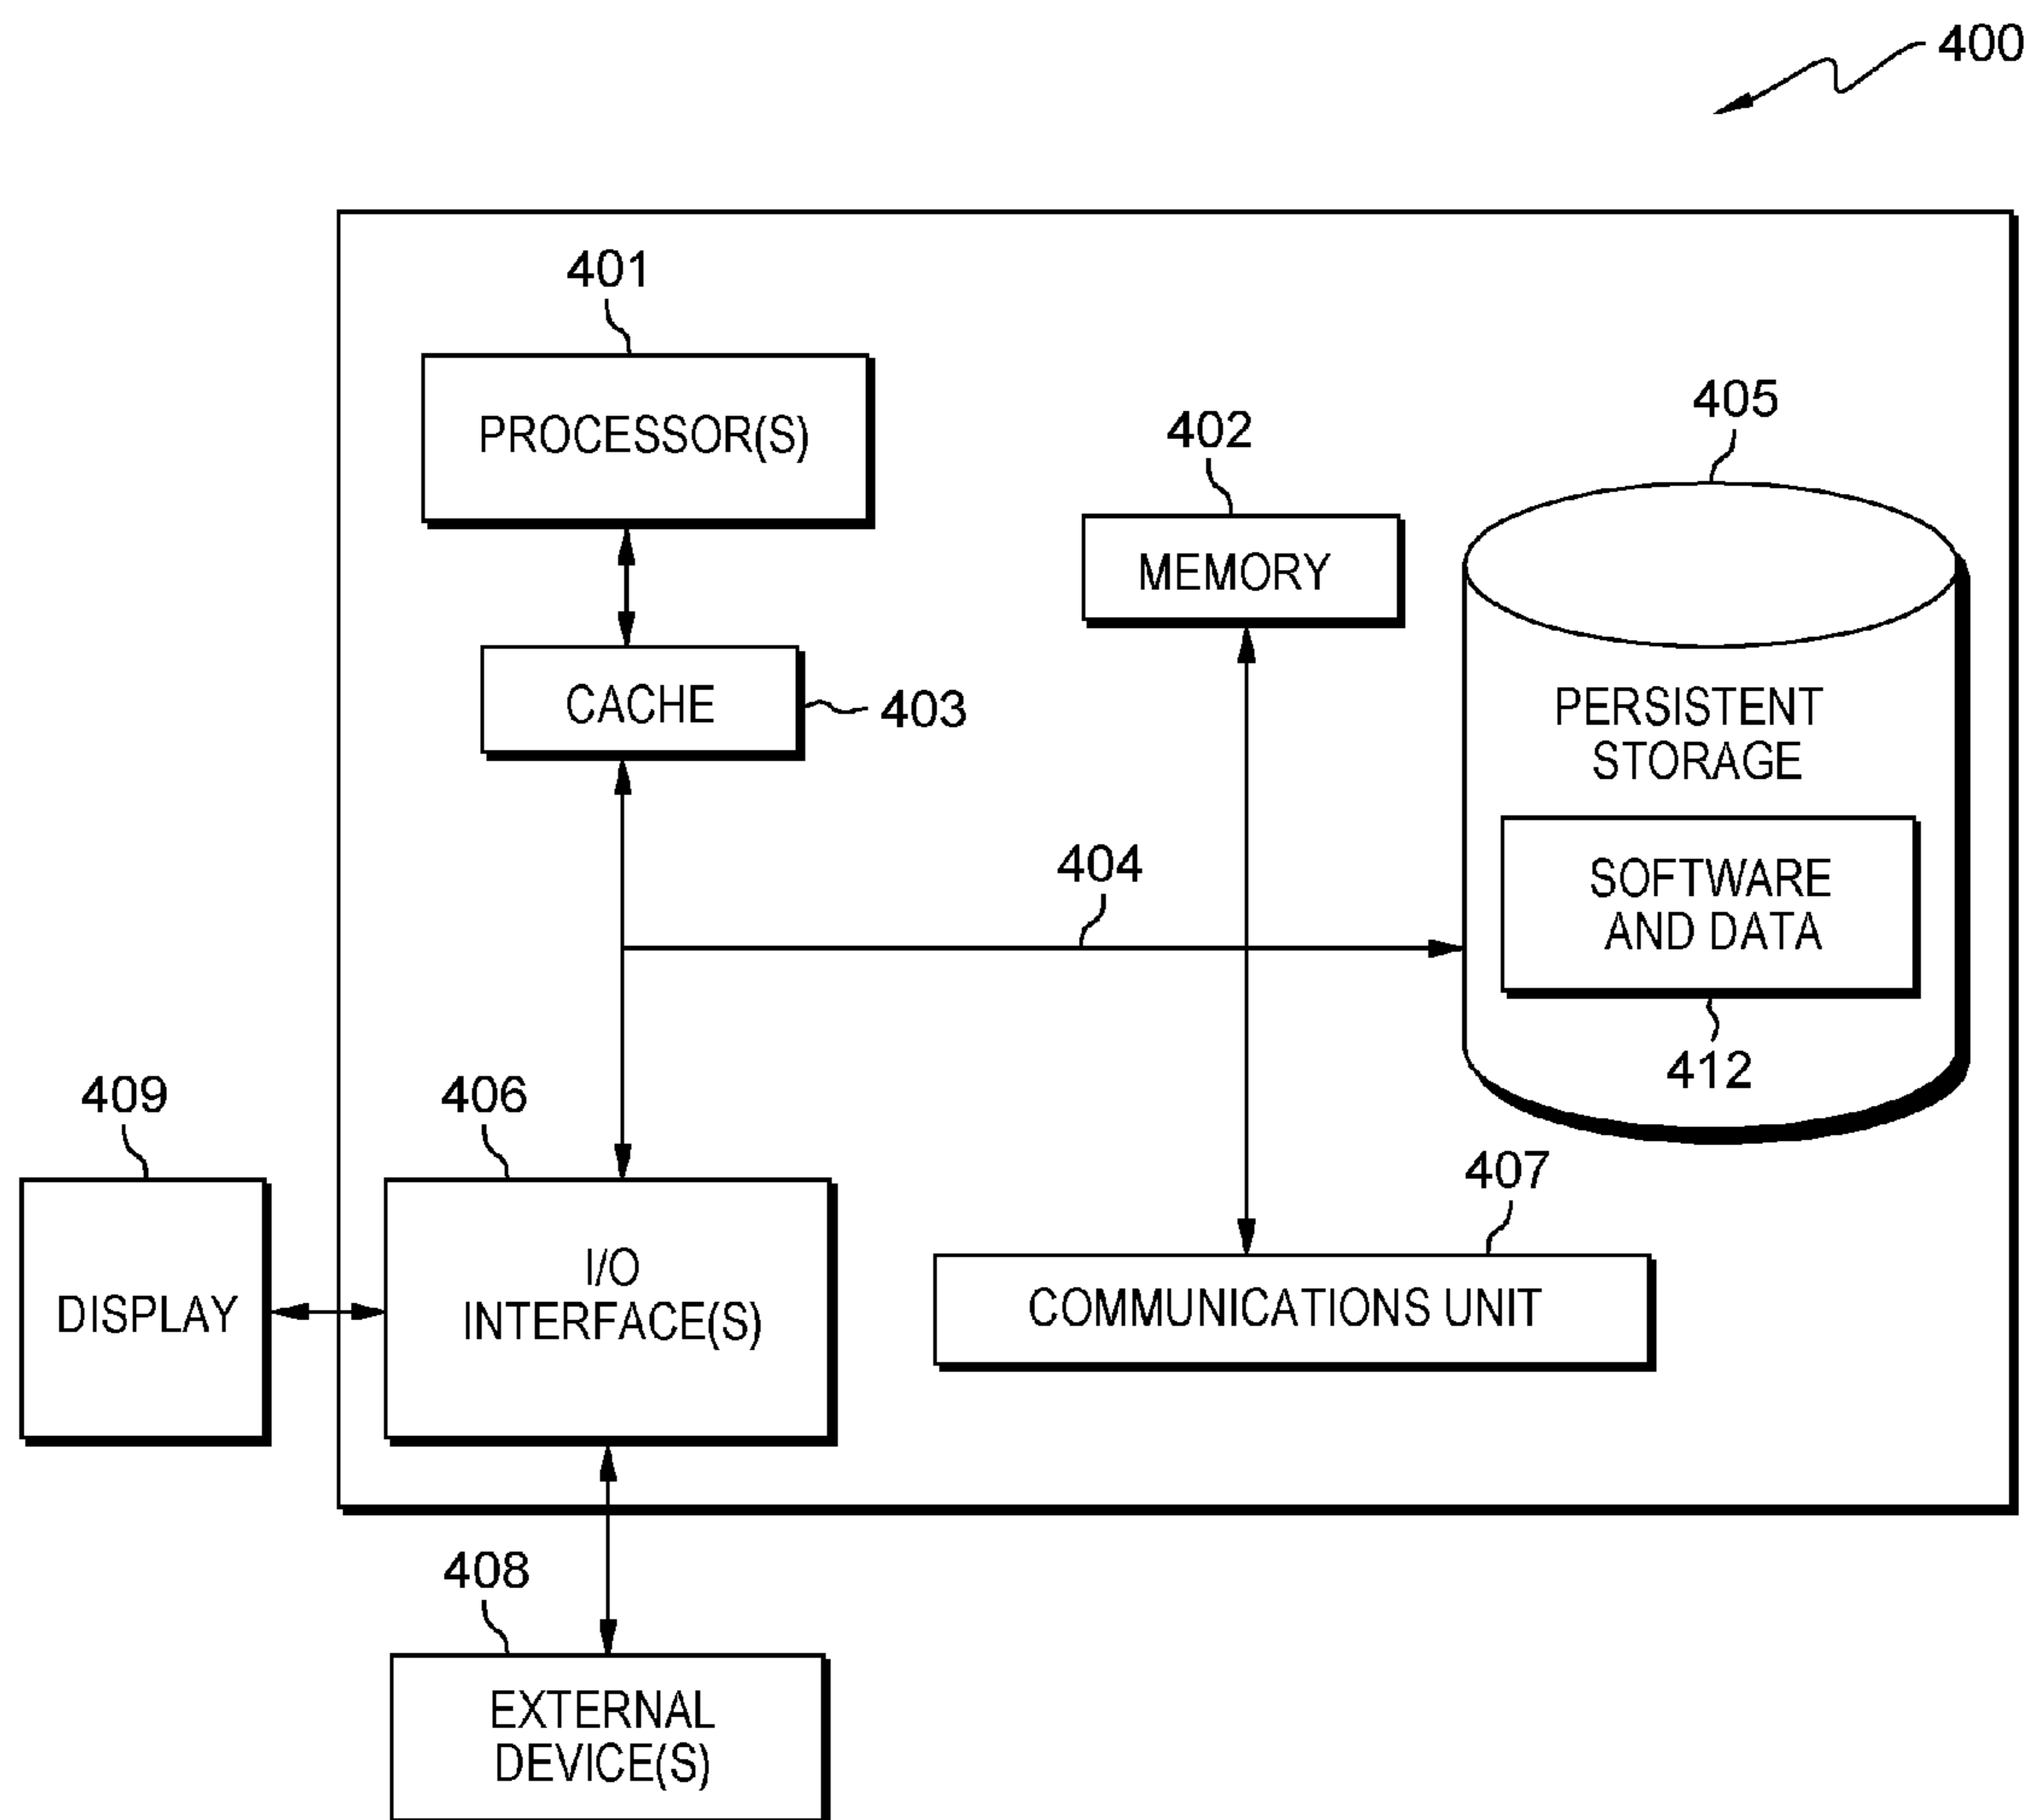 400
401
PROCESSOR(S)
405
402
MEMORY
CACHE
403
PERSISTENT
STORAGE
404
SOFTWARE
AND DATA
412
409
406
407
DISPLAY
I/O
INTERFACE(S)
COMMUNICATIONS UNIT
408
EXTERNAL
DEVICE(S)